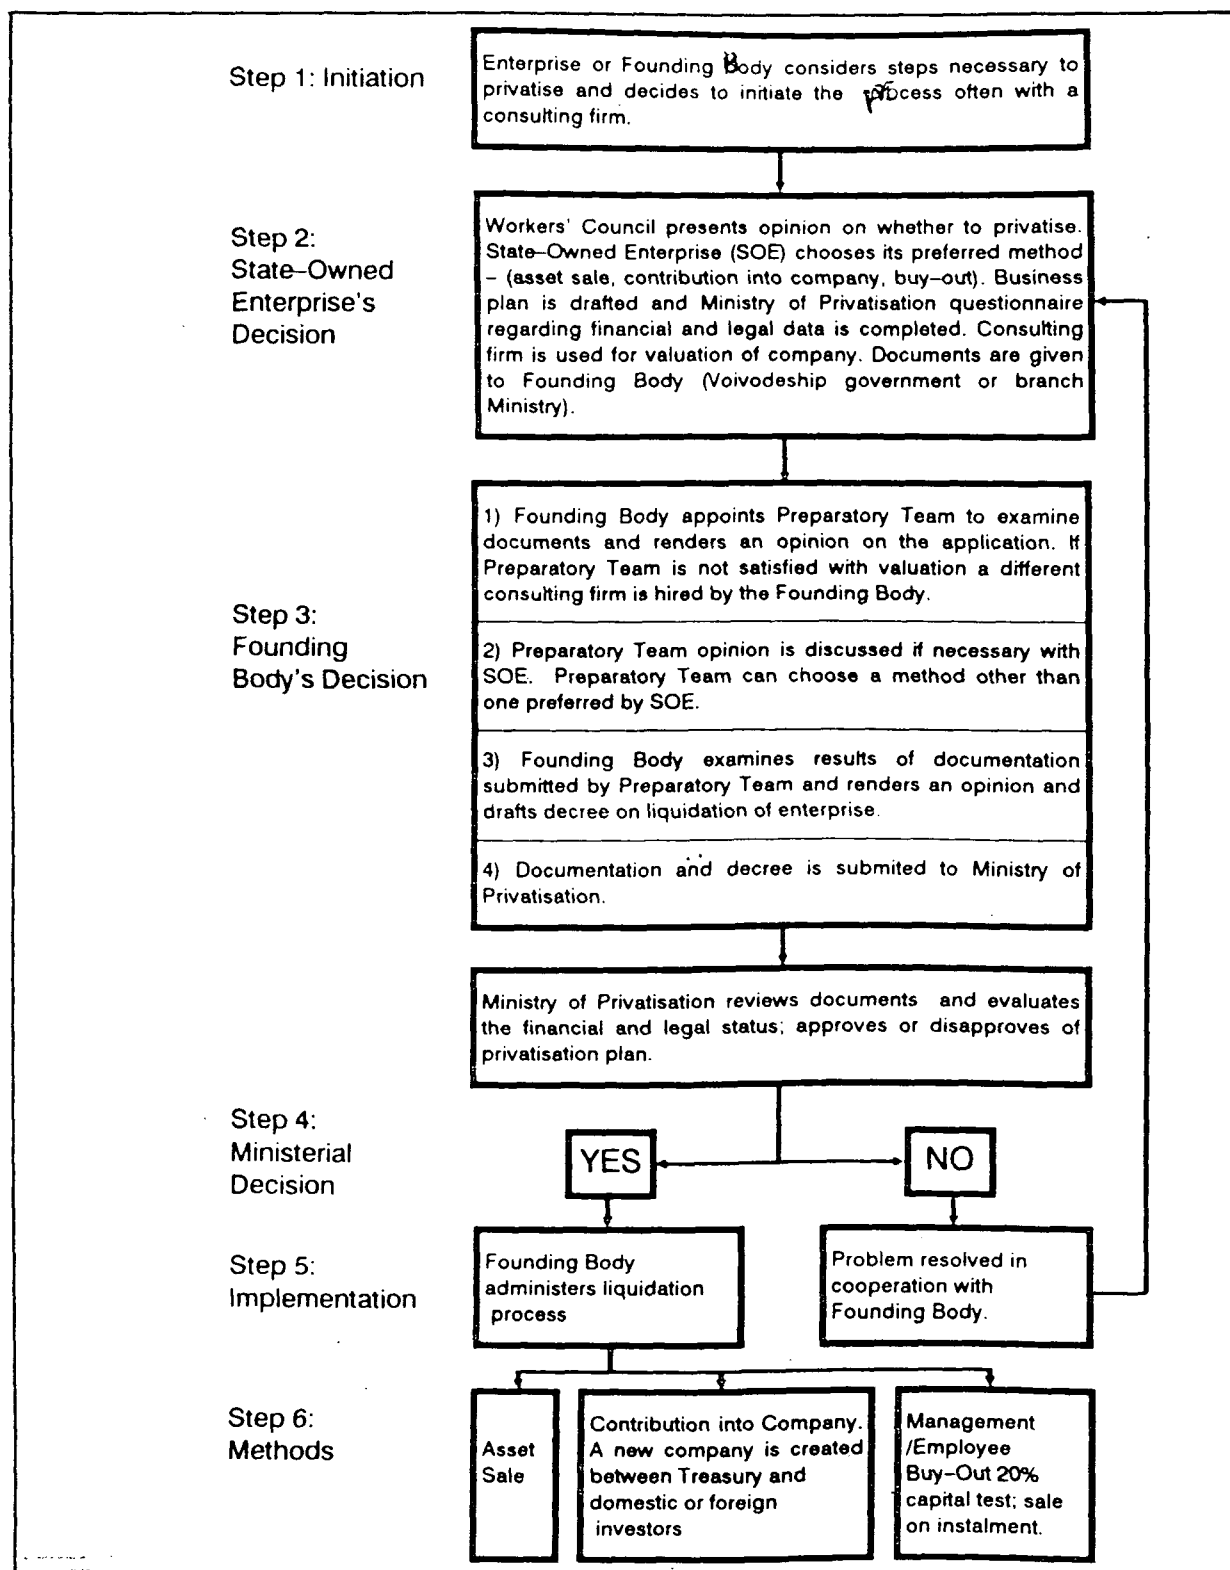 Step 1: Initiation
Enterprise or Founding Body considers steps necessary to
privatise and decides to initiate the process often with a
consulting firm.
Step 2:
State-Owned
Enterprise's
Decision
Workers' Council presents opinion on whether to privatise.
State-Owned Enterprise (SOE) chooses its preferred method
– (asset sale, contribution into company, buy-out). Business
plan is drafted and Ministry of Privatisation questionnaire
regarding financial and legal data is completed. Consulting
firm is used for valuation of company. Documents are given
to Founding Body (Voivodeship government or branch
Ministry).
Step 3:
Founding
Body's Decision
1) Founding Body appoints Preparatory Team to examine
documents and renders an opinion on the application. If
Preparatory Team is not satisfied with valuation a different
consulting firm is hired by the Founding Body.
2) Preparatory Team opinion is discussed if necessary with
SOE. Preparatory Team can choose a method other than
one preferred by SOE.
3) Founding Body examines results of documentation
submitted by Preparatory Team and renders an opinion and
drafts decree on liquidation of enterprise.
4) Documentation and decree is submited to Ministry of
Privatisation.
Ministry of Privatisation reviews documents and evaluates
the financial and legal status; approves or disapproves of
privatisation plan.
Step 4:
Ministerial
Decision
YES
NO
Step 5:
Implementation
Founding Body
administers liquidation
process
Problem resolved in
cooperation with
Founding Body.
Step 6:
Methods
Asset
Sale
Contribution into Company.
A new company is created
between Treasury and
domestic or foreign
investors
Management
/Employee
Buy-Out 20%
capital test; sale
on instalment.